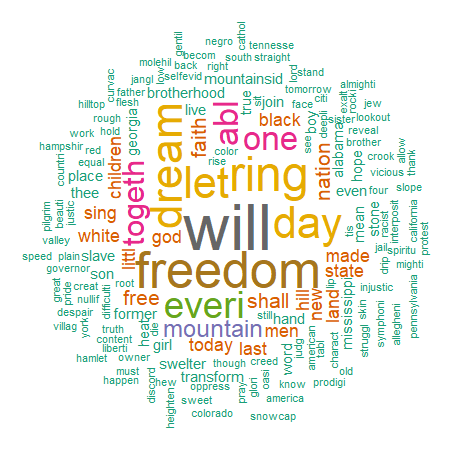 negro
cathol
gentil
becom
tennesse
molehil
back
south
straight
low
right
lord
jangl
selfevid
mountainsid
stand
curvac
father
brotherhood
tomorrow
almighti
flesh
join
face
citi
exalt
rocki
jew
hilltop
rough
georgia
live
true
sit
boy
deepli
sister
lookout
work
hold
dream
abl
black
see
alabama
reveal
hampshir
red
children
faith
one
brother
allow
thank
equal
color
hope
crook
countri
place
togeth
let
ring
rise
nation
vicious
thee
even
four
slope
pilgrim
beauti
justic
sing
littl
will
day
mean
stone
racist
interposit
california
white
god
tis
protest
valley
speed
plain
slave
freedom
made
jail
spiritu
governor
son
state
drip
mighti
great
pride
creat
root
lip
injustic
nullif
difficulti
free
everi
shall
hill
new
land
skin
despair
former
die
still
mississippi
symphoni
allegheni
pennsylvania
villag
york
truth
heat
mountain
hand
men
american
struggl
content
liberti
girl
today
last
word
judg
charact
hamlet
owner
swelter
though
creed
tabl
old
must
transform
glori
oasi
know
prodigi
happen
discord
hew
oppress
pray
america
heighten
sweet
colorado
snowcap